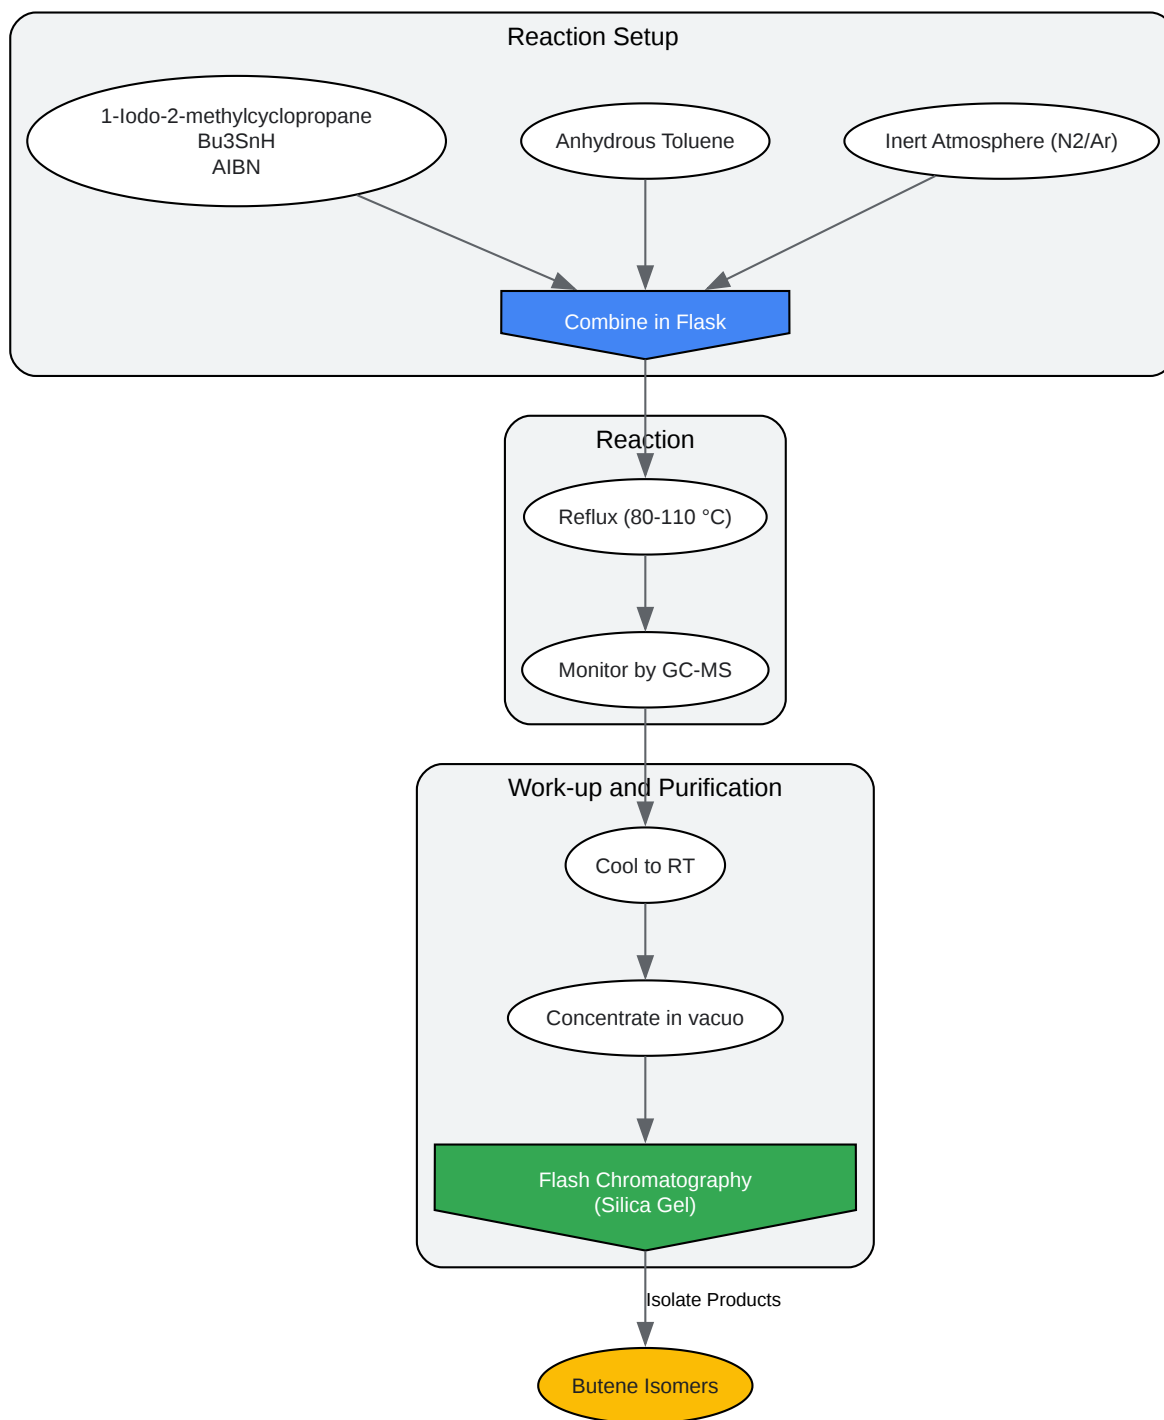 Reaction Setup
1-Iodo-2-methylcyclopropane
Bu3SnH
AIBN
Anhydrous Toluene
Inert Atmosphere (N2/Ar)
Combine in Flask
Reaction
Reflux (80-110 °C)
Monitor by GC-MS
Work-up and Purification
Cool to RT
Concentrate in vacuo
Flash Chromatography
(Silica Gel)
Isolate Products
Butene Isomers